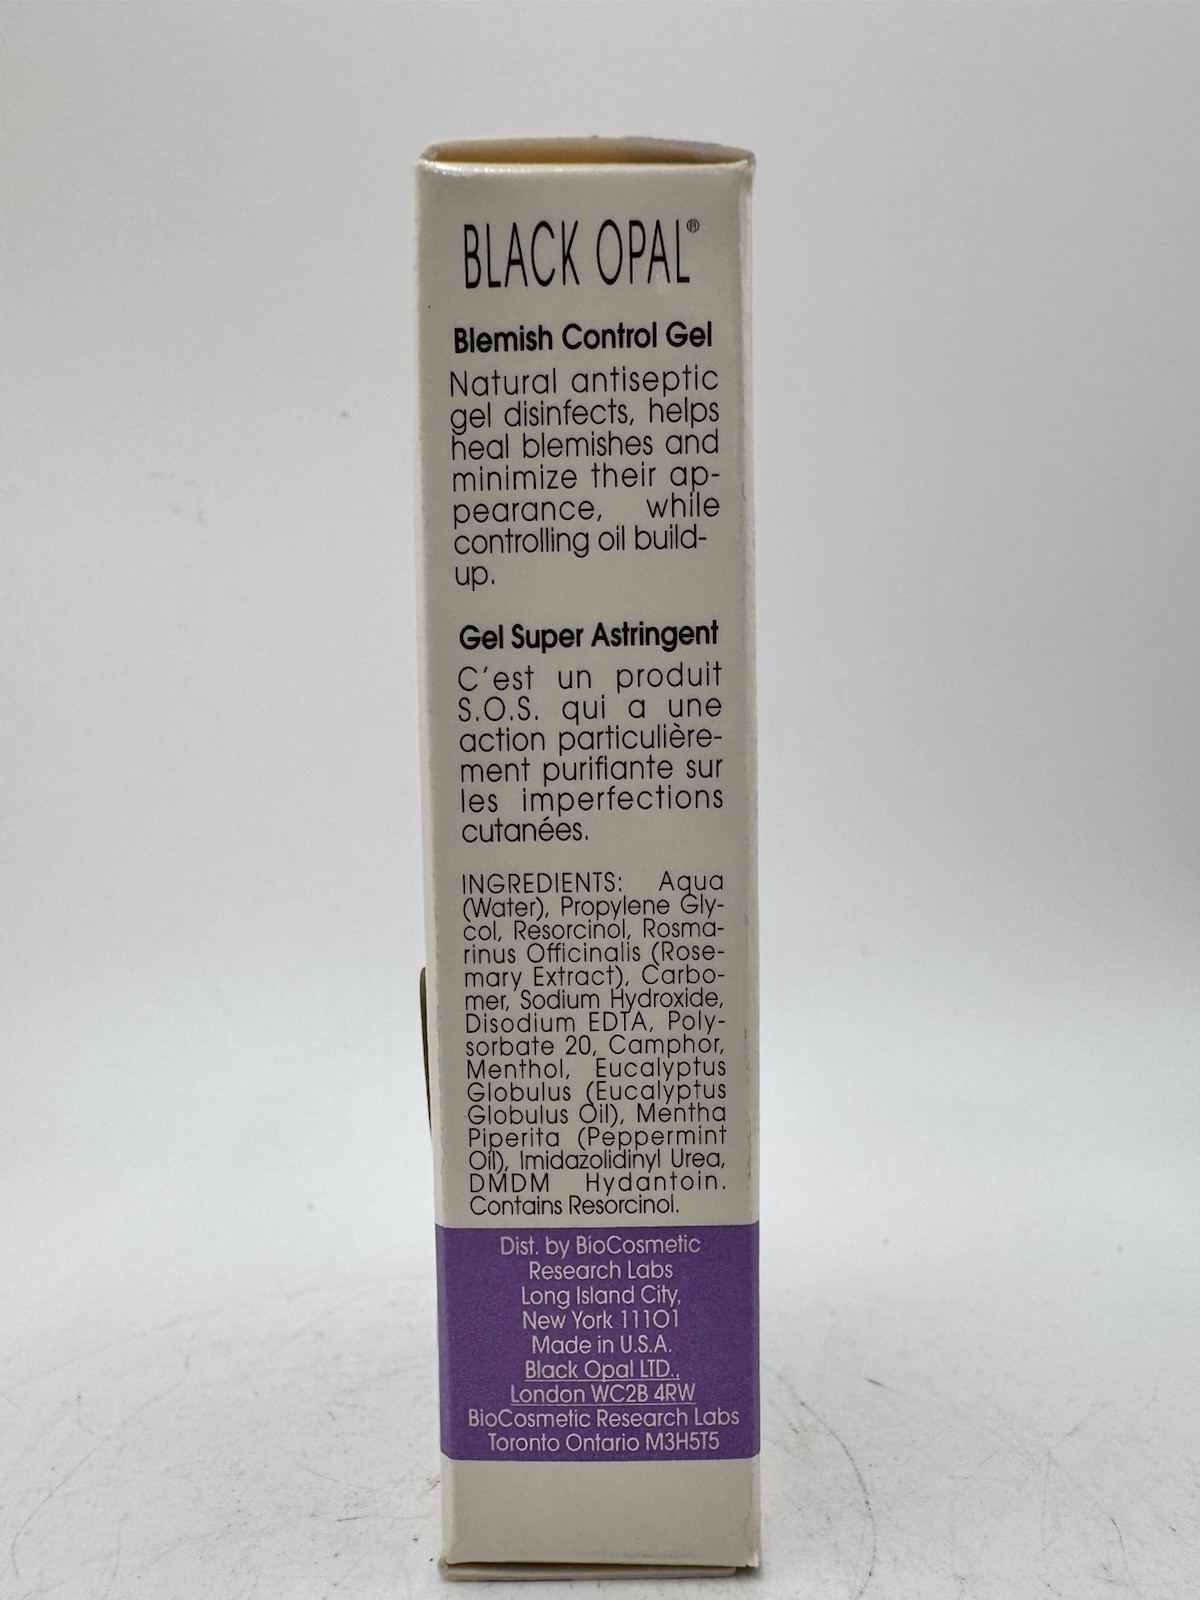 BLACK OPAL®
Blemish Control Gel
Natural antiseptic
gel disinfects, helps
heal blemishes and
minimize their ap-
pearance, while
controlling oil build-
up.
Gel Super Astringent
C'est un produit
S.O.S. qui a une
action particulière-
ment purifiante sur
les imperfections
cutanées.
INGREDIENTS: Aqua
(Water), Propylene Gly-
col, Resorcinol, Rosma-
rinus Officinalis (Rose-
mary Extract), Carbo-
mer, Sodium Hydroxide,
Disodium EDTA, Poly-
sorbate 20, Camphor,
Menthol, Eucalyptus
Globulus (Eucalyptus
Globulus Oil), Mentha
Piperita (Peppermint
Oil), Imidazolidinyl Urea,
DMDM Hydantoin.
Contains Resorcinol.
Dist. by BioCosmetic
Research Labs
Long Island City,
New York 11101
Made in U.S.A.
Black Opal LTD.,
London WC2B 4RW
BioCosmetic Research Labs
Toronto Ontario M3H5T5